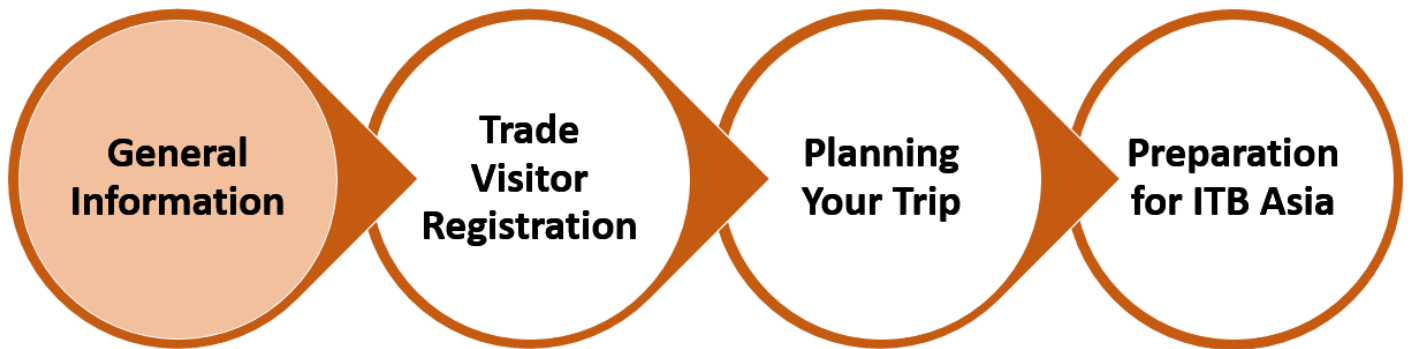 General
Information
Trade
Visitor
Registration
Planning
Your Trip
Preparation
for ITB Asia